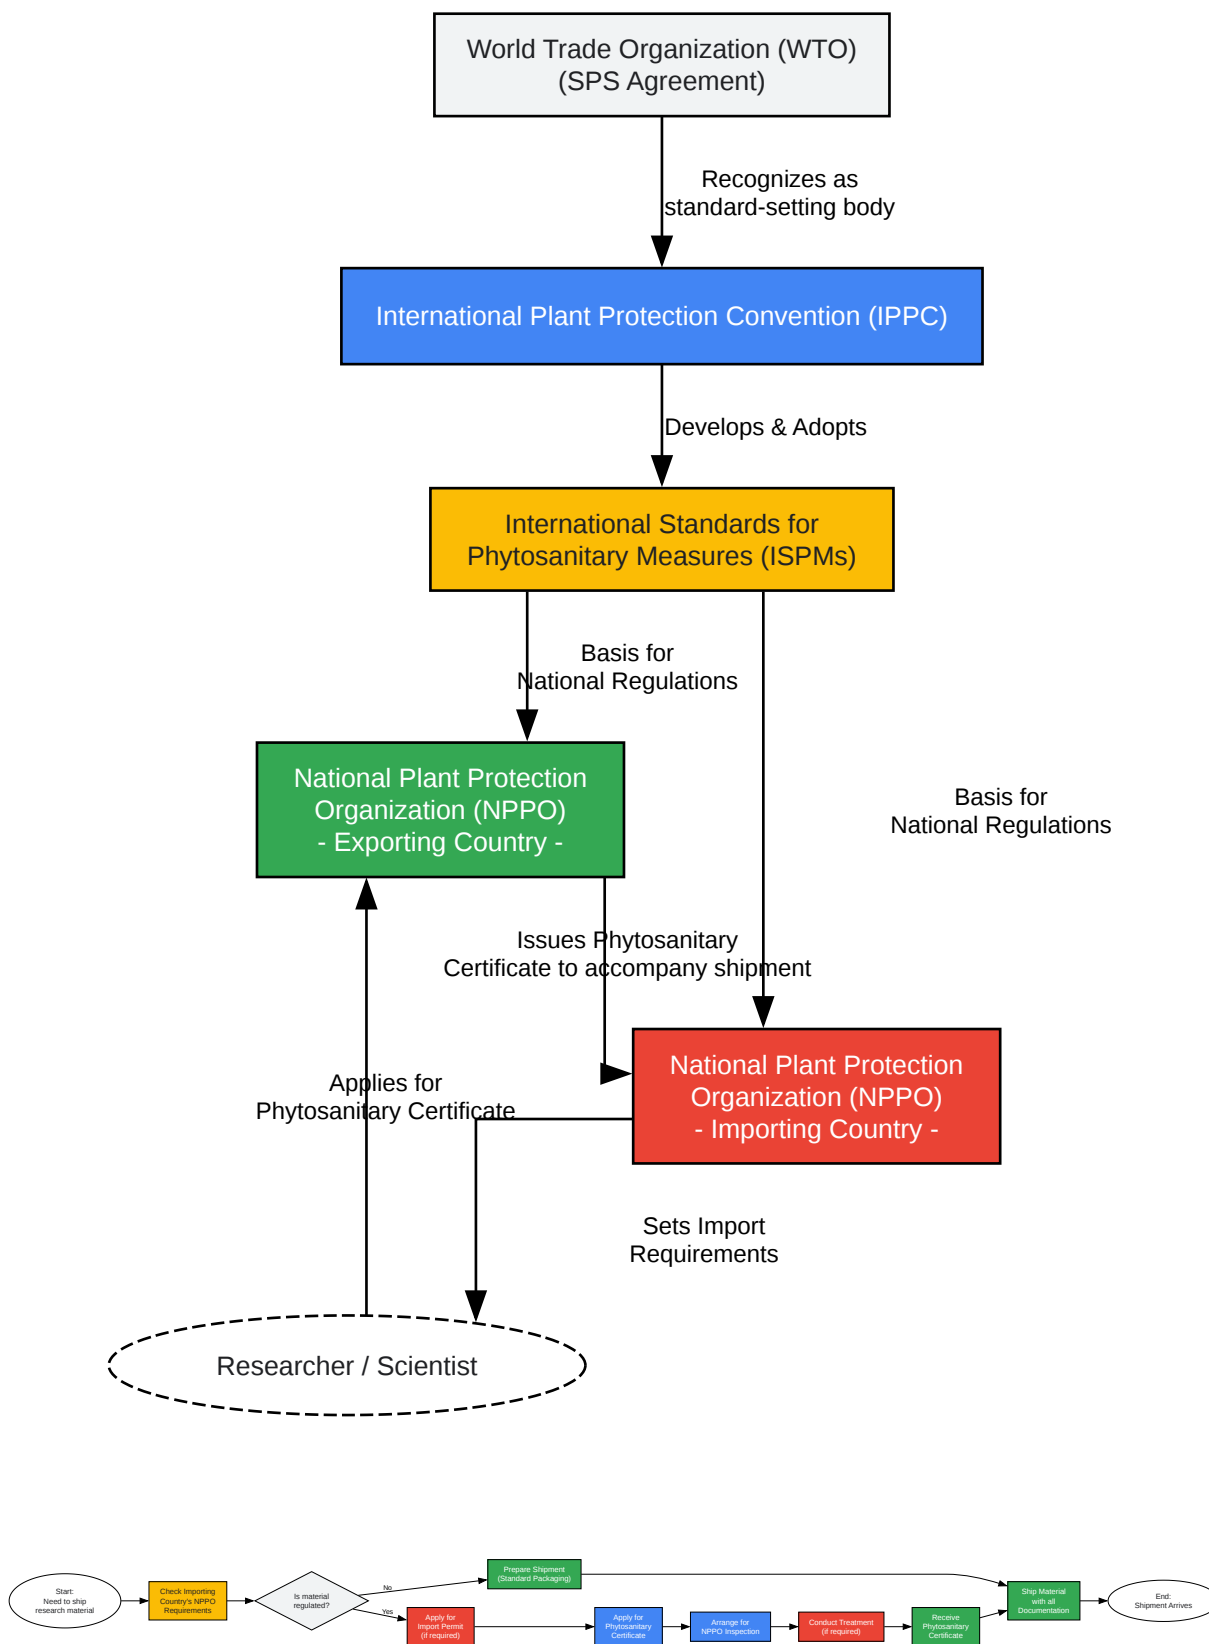 World Trade Organization (WTO)
(SPS Agreement)
Recognizes as
standard-setting body
International Plant Protection Convention (IPPC)
Develops & Adopts
International Standards for
Phytosanitary Measures (ISPMs)
Basis for
National Regulations
National Plant Protection
Organization (NPPO)
- Exporting Country -
Basis for
National Regulations
Issues Phytosanitary
Certificate to accompany shipment
National Plant Protection
Organization (NPPO)
- Importing Country -
Applies for
Phytosanitary Certificate
Sets Import
Requirements
Researcher / Scientist
Start:
Need to ship
research material
Check Importing
Country's NPPO
Requirements
Is material
regulated?
No
Yes
Prepare Shipment
(Standard Packaging)
Apply for
Import Permit
(if required)
Apply for
Phytosanitary
Certificate
Arrange for
NPPO Inspection
Conduct Treatment
(if required)
Receive
Phytosanitary
Certificate
Ship Material
with all
Documentation
End:
Shipment Arrives